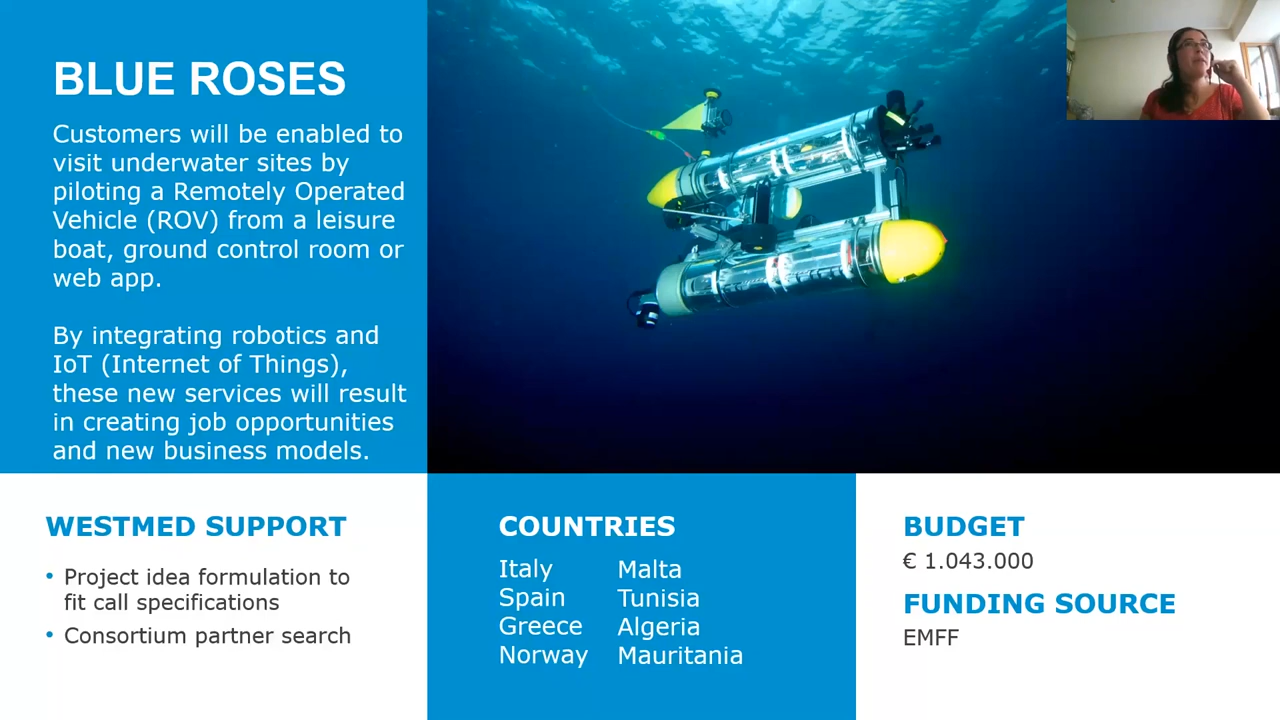 BLUE ROSES
Customers will be enabled to
visit underwater sites by
piloting a Remotely Operated
Vehicle (ROV) from a leisure
boat, ground control room or
web app.
By integrating robotics and
IoT (Internet of Things),
these new services will result
in creating job opportunities
and new business models.
WESTMED SUPPORT
• Project idea formulation to
fit call specifications
• Consortium partner search
COUNTRIES
Italy
Spain
Greece
Norway
Malta
Tunisia
Algeria
Mauritania
BUDGET
€ 1.043.000
FUNDING SOURCE
EMFF